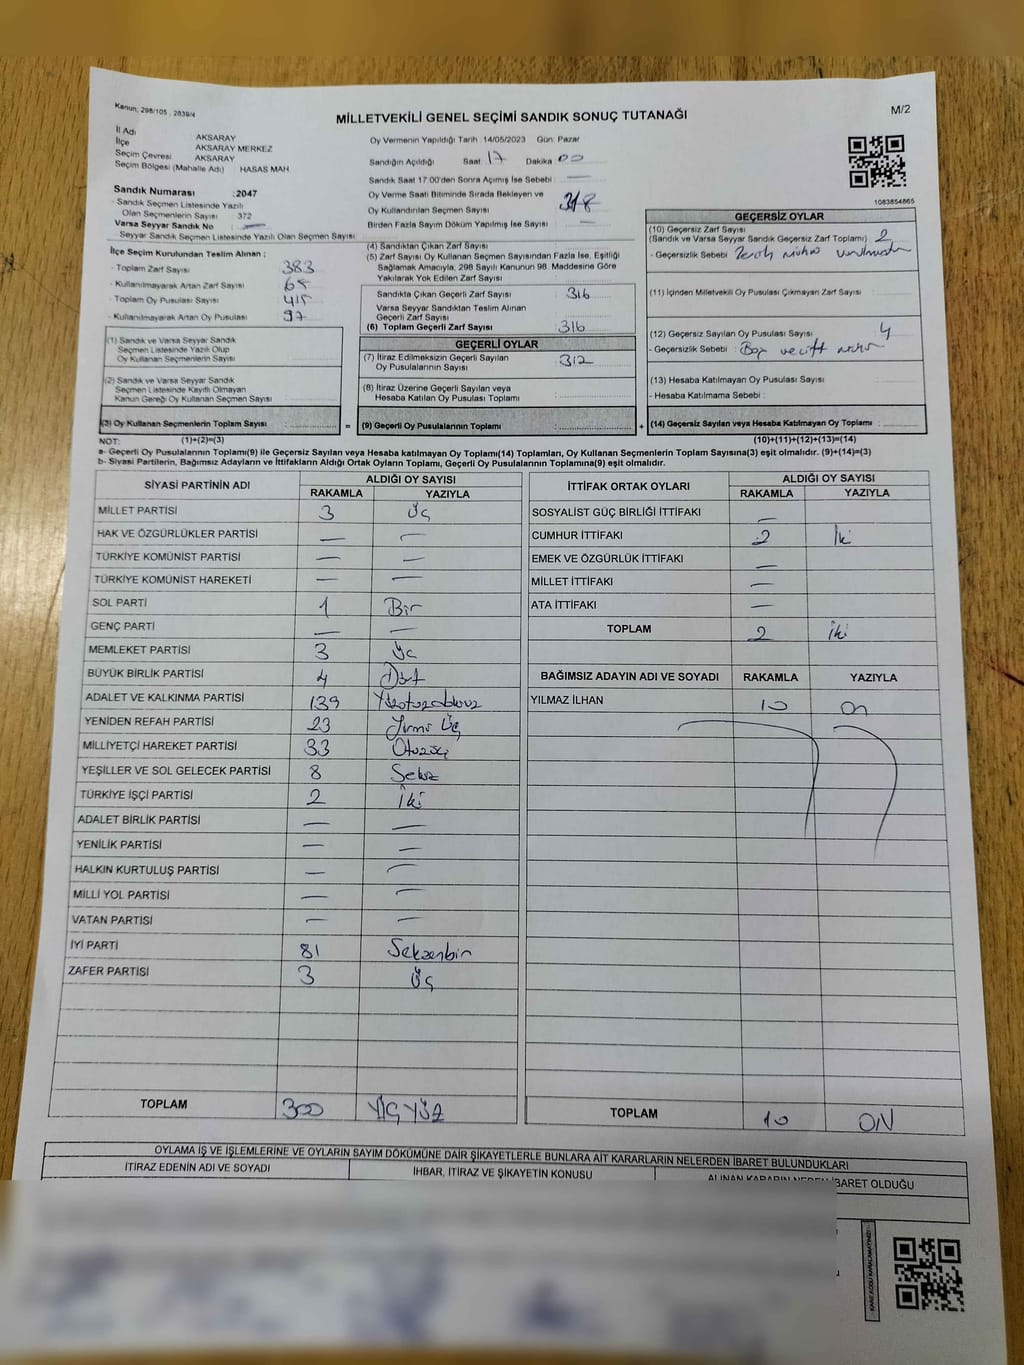 Kanun: 298/105 , 2839/4
MİLLETVEKİLİ GENEL SEÇİMİ SANDIK SONUÇ TUTANAĞI
M/2
İl Adı AKSARAY
İlçe AKSARAY MERKEZ
Seçim Çevresi AKSARAY
Seçim Bölgesi (Mahalle Adı) HASAS MAH
Sandık Numarası : 2047
- Sandık Seçmen Listesinde Yazılı
Olan Seçmenlerin Sayısı 372
Varsa Seyyar Sandık No —
Seyyar Sandık Seçmen Listesinde Yazılı Olan Seçmen Sayısı
Oy Vermenin Yapıldığı Tarih :14/05/2023 Gün: Pazar
Sandığın Açıldığı Saat 17 Dakika 00
Sandık Saat 17:00'den Sonra Açımış İse Sebebi : —
Oy Verme Saati Bitiminde Sırada Bekleyen ve
Oy Kullandırılan Seçmen Sayısı 318
Birden Fazla Sayım Döküm Yapılmış İse Sayısı : —
1083854865
İlçe Seçim Kurulundan Teslim Alınan ;
- Toplam Zarf Sayısı 383
- Kullanılmayarak Artan Zarf Sayısı 65
- Toplam Oy Pusulası Sayısı 415
- Kullanılmayarak Artan Oy Pusulası 97
(1) Sandık ve Varsa Seyyar Sandık
Seçmen Listesinde Yazılı Olup
Oy Kullanan Seçmenlerin Sayısı
(2) Sandık ve Varsa Seyyar Sandık
Seçmen Listesinde Kayıtlı Olmayan
Kanun Gereği Oy Kullanan Seçmen Sayısı
(3) Oy Kullanan Seçmenlerin Toplam Sayısı :
(4) Sandıktan Çıkan Zarf Sayısı :
(5) Zarf Sayısı Oy Kullanan Seçmen Sayısından Fazla İse, Eşitliği
Sağlamak Amacıyla, 298 Sayılı Kanunun 98. Maddesine Göre
Yakılarak Yok Edilen Zarf Sayısı :
Sandıkta Çıkan Geçerli Zarf Sayısı 316
Varsa Seyyar Sandıktan Teslim Alınan
Geçerli Zarf Sayısı
(6) Toplam Geçerli Zarf Sayısı 316
GEÇERLİ OYLAR
(7) İtiraz Edilmeksizin Geçerli Sayılan
Oy Pusulalarının Sayısı 312
(8) İtiraz Üzerine Geçerli Sayılan veya
Hesaba Katılan Oy Pusulası Toplamı
= (9) Geçerli Oy Pusulalarının Toplamı
GEÇERSİZ OYLAR
(10) Geçersiz Zarf Sayısı
(Sandık ve Varsa Seyyar Sandık Geçersiz Zarf Toplamı) 2
- Geçersizlik Sebebi
(11) İçinden Milletvekili Oy Pusulası Çıkmayan Zarf Sayısı
(12) Geçersiz Sayılan Oy Pusulası Sayısı 4
- Geçersizlik Sebebi Boş ve çift mühür
(13) Hesaba Katılmayan Oy Pusulası Sayısı
- Hesaba Katılmama Sebebi :
+ (14) Geçersiz Sayılan veya Hesaba Katılmayan Oy Toplamı :
NOT: (1)+(2)=(3)
(10)+(11)+(12)+(13)=(14)
a- Geçerli Oy Pusulalarının Toplamı(9) ile Geçersiz Sayılan veya Hesaba katılmayan Oy Toplamı(14) Toplamları, Oy Kullanan Seçmenlerin Toplam Sayısına(3) eşit olmalıdır. (9)+(14)=(3)
b- Siyasi Partilerin, Bağımsız Adayların ve İttifakların Aldığı Ortak Oyların Toplamı, Geçerli Oy Pusulalarının Toplamına(9) eşit olmalıdır.
SİYASİ PARTİNİN ADI ALDIĞI OY SAYISI
RAKAMLA YAZIYLA
MİLLET PARTİSİ 3 Üç
HAK VE ÖZGÜRLÜKLER PARTİSİ — —
TÜRKİYE KOMÜNİST PARTİSİ — —
TÜRKİYE KOMÜNİST HAREKETİ — —
SOL PARTİ 1 Bir
GENÇ PARTİ — —
MEMLEKET PARTİSİ 3 Üç
BÜYÜK BİRLİK PARTİSİ 4 Dört
ADALET VE KALKINMA PARTİSİ 139 Yüzotuzdokuz
YENİDEN REFAH PARTİSİ 23 Yirmi Üç
MİLLİYETÇİ HAREKET PARTİSİ 33 Otuzüç
YEŞİLLER VE SOL GELECEK PARTİSİ 8 Sekiz
TÜRKİYE İŞÇİ PARTİSİ 2 İki
ADALET BİRLİK PARTİSİ — —
YENİLİK PARTİSİ — —
HALKIN KURTULUŞ PARTİSİ — —
MİLLİ YOL PARTİSİ — —
VATAN PARTİSİ — —
İYİ PARTİ 81 Seksenbir
ZAFER PARTİSİ 3 Üç
TOPLAM 300 ÜÇ YÜZ
İTTİFAK ORTAK OYLARI ALDIĞI OY SAYISI
RAKAMLA YAZIYLA
SOSYALİST GÜÇ BİRLİĞİ İTTİFAKI —
CUMHUR İTTİFAKI 2 İki
EMEK VE ÖZGÜRLÜK İTTİFAKI —
MİLLET İTTİFAKI —
ATA İTTİFAKI —
TOPLAM 2 İki
BAĞIMSIZ ADAYIN ADI VE SOYADI RAKAMLA YAZIYLA
YILMAZ İLHAN 10 On
TOPLAM 10 ON
OYLAMA İŞ VE İŞLEMLERİNE VE OYLARIN SAYIM DÖKÜMÜNE DAİR ŞİKAYETLERLE BUNLARA AİT KARARLARIN NELERDEN İBARET BULUNDUKLARI
İTİRAZ EDENİN ADI VE SOYADI İHBAR, İTİRAZ VE ŞİKAYETİN KONUSU ALINAN KARARIN NEDEN İBARET OLDUĞU